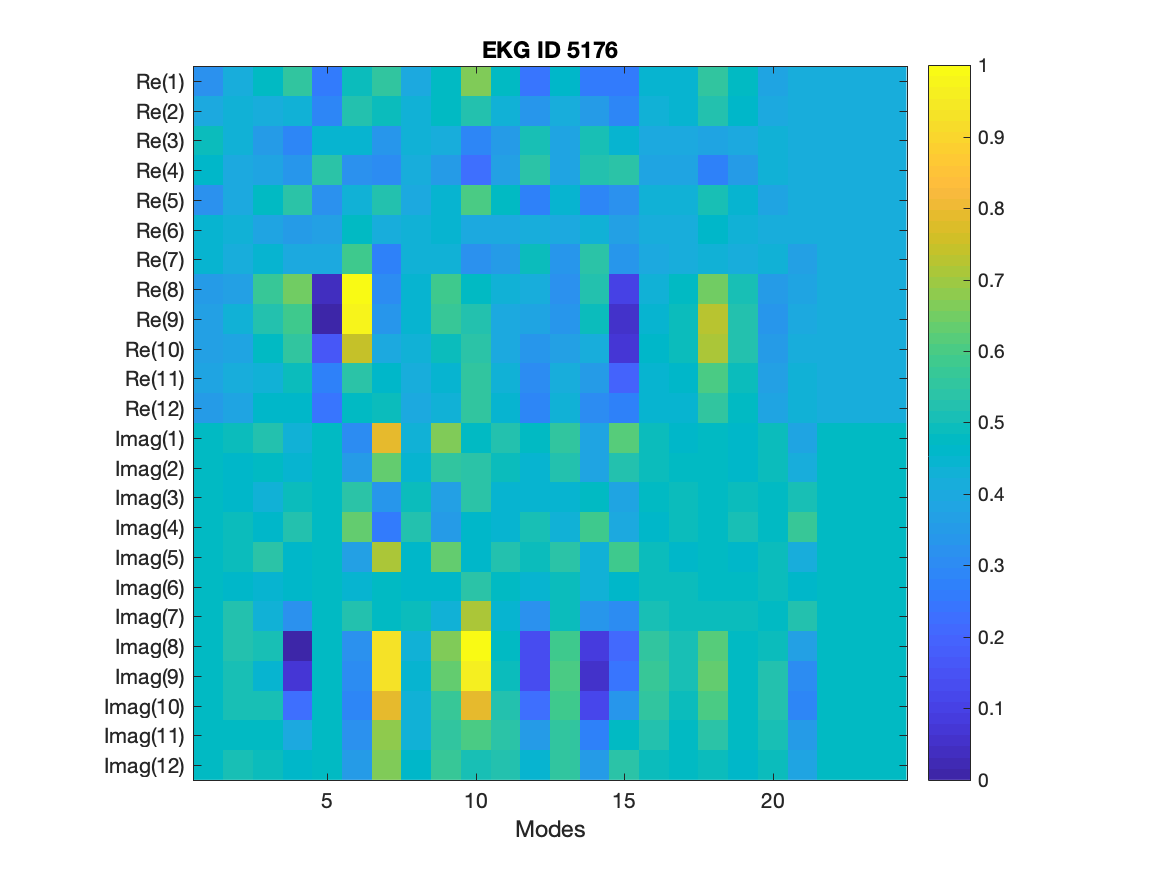 EKG ID 5176
Re(1)
Re(2)
Re(3)
Re(4)
Re(5)
Re(6)
Re(7)
Re(8)
Re(9)
Re(10)
Re(11)
Re(12)
Imag(1)
Imag(2)
Imag(3)
Imag(4)
Imag(5)
Imag(6)
Imag(7)
Imag(8)
Imag(9)
Imag(10)
Imag(11)
Imag(12)
5 10 15 20
Modes
1
0.9
0.8
0.7
0.6
0.5
0.4
0.3
0.2
0.1
0